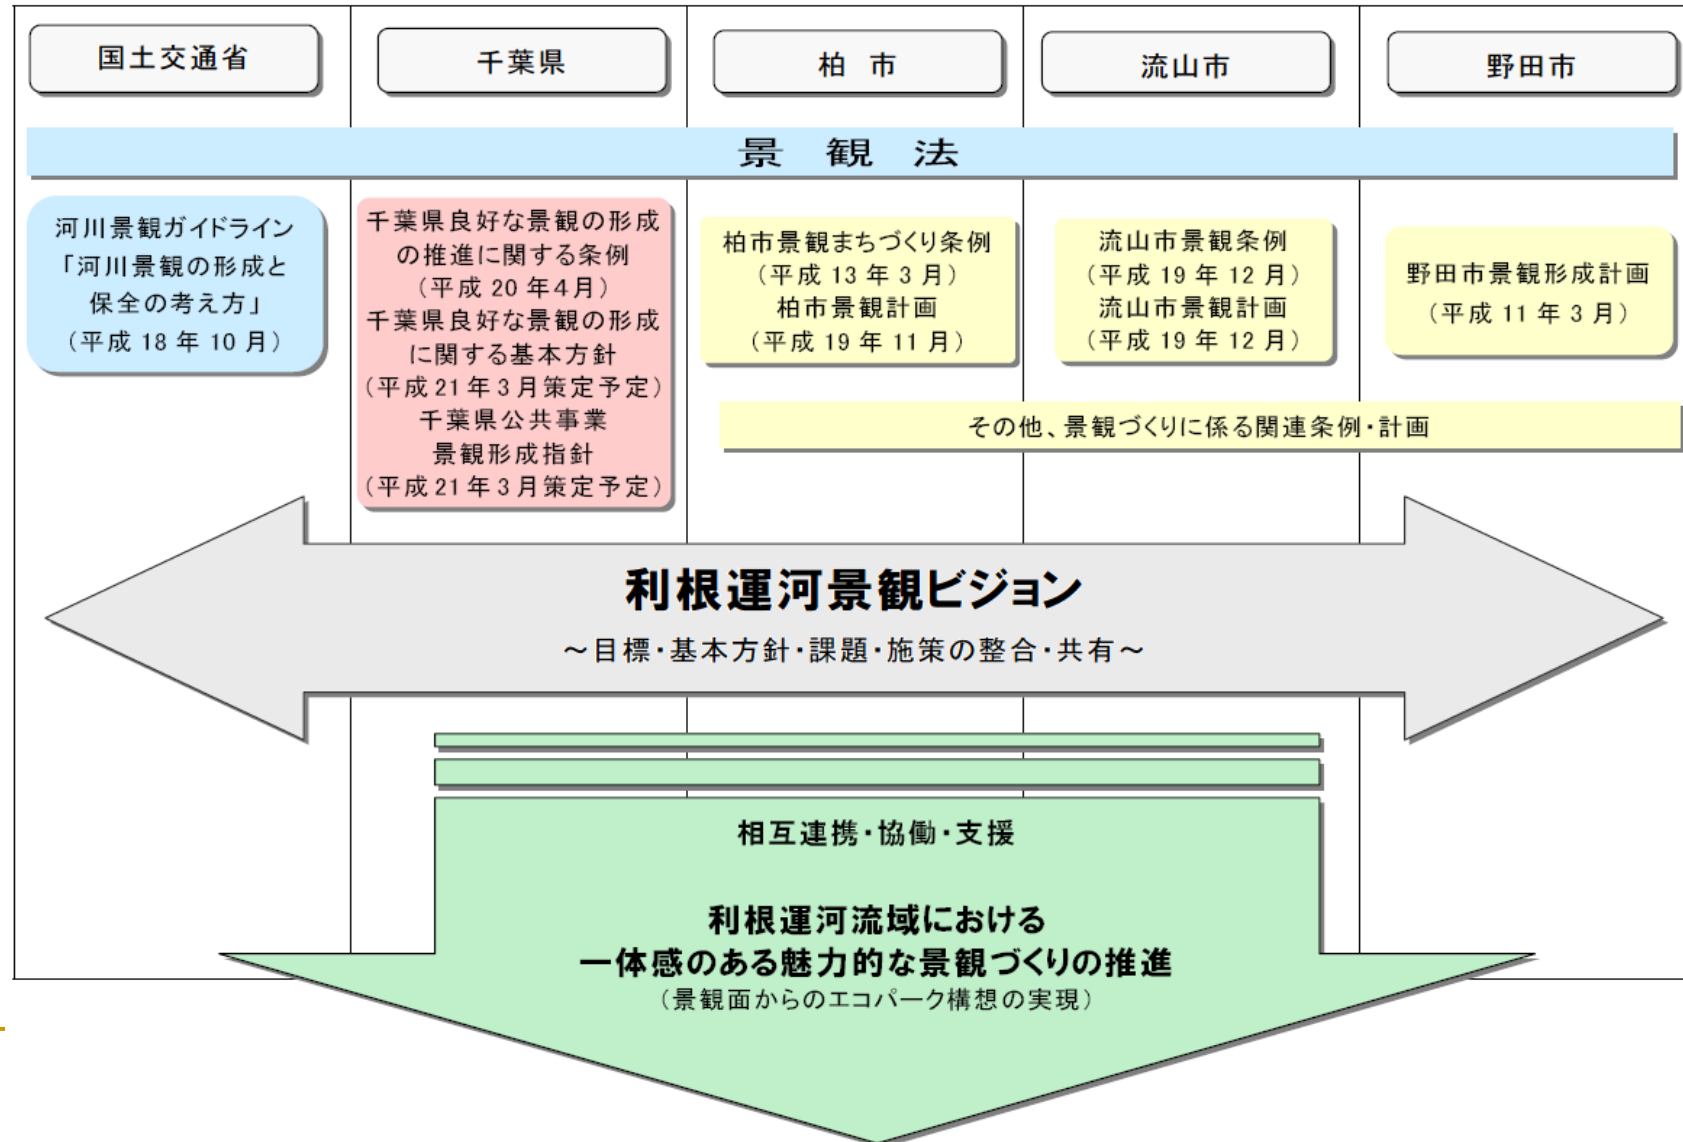 国土交通省
千葉県
柏 市
流山市
野田市
景 観 法
河川景観ガイドライン
「河川景観の形成と
保全の考え方」
(平成 18 年 10 月)
千葉県良好な景観の形成
の推進に関する条例
(平成 20 年4月)
千葉県良好な景観の形成
に関する基本方針
(平成 21 年 3 月策定予定)
千葉県公共事業
景観形成指針
(平成 21 年 3 月策定予定)
柏市景観まちづくり条例
(平成 13 年 3 月)
柏市景観計画
(平成 19 年 11 月)
流山市景観条例
(平成 19 年 12 月)
流山市景観計画
(平成 19 年 12 月)
野田市景観形成計画
(平成 11 年 3 月)
その他、景観づくりに係る関連条例・計画
利根運河景観ビジョン
～目標・基本方針・課題・施策の整合・共有～
相互連携・協働・支援
利根運河流域における
一体感のある魅力的な景観づくりの推進
(景観面からのエコパーク構想の実現)